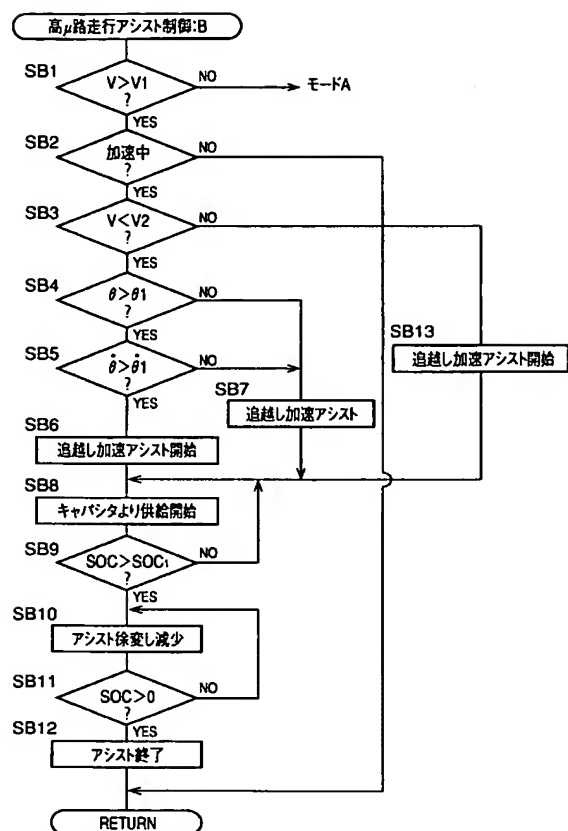 高μ路走行アシスト制御:B
SB1
V>V1
?
NO
モードA
YES
SB2
加速中
?
NO
YES
SB3
V<V2
?
NO
YES
SB4
θ>θ1
?
NO
YES
SB5
θ̇>θ̇1
?
NO
YES
SB13
追越し加速アシスト開始
SB7
追越し加速アシスト
SB6
追越し加速アシスト開始
SB8
キャパシタより供給開始
SB9
SOC>SOC₁
?
NO
YES
SB10
アシスト徐変し減少
SB11
SOC>0
?
NO
YES
SB12
アシスト終了
RETURN